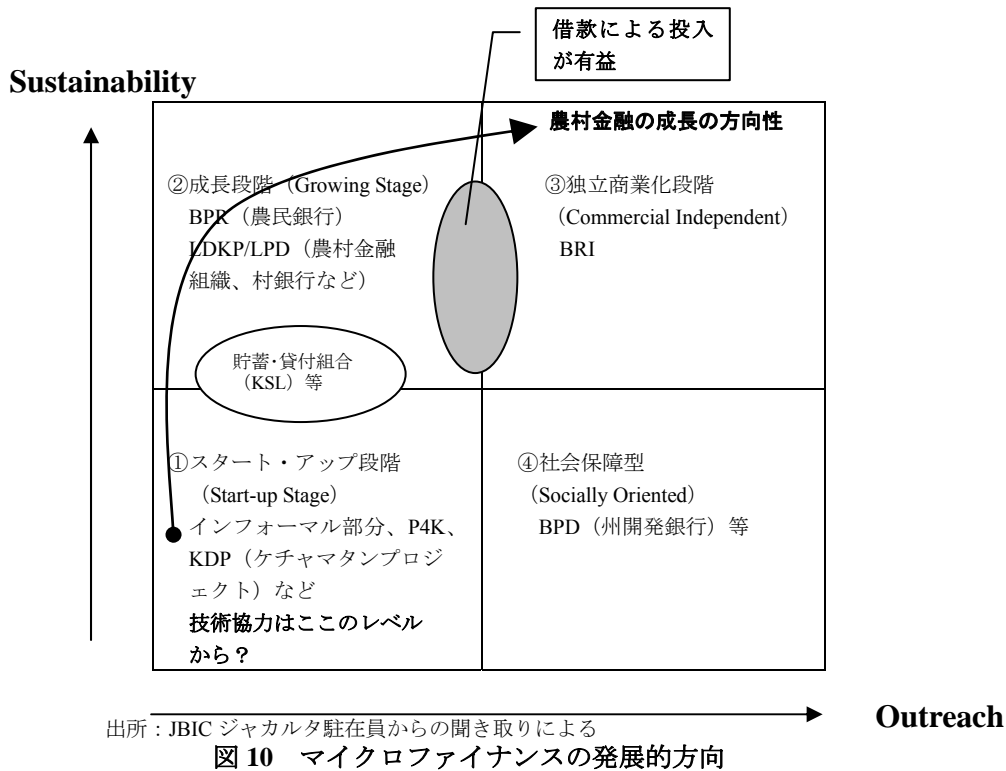 借款による投入
が有益
Sustainability
農村金融の成長の方向性
②成長段階（Growing Stage）
BPR（農民銀行）
LDKP/LPD（農村金融
組織、村銀行など）
③独立商業化段階
（Commercial Independent）
BRI
貯蓄・貸付組合
（KSL）等
①スタート・アップ段階
（Start-up Stage）
インフォーマル部分、P4K、
KDP（ケチャマタンプロジ
ェクト）など
技術協力はここのレベル
から？
④社会保障型
（Socially Oriented）
BPD（州開発銀行）等
Outreach
出所：JBIC ジャカルタ駐在員からの聞き取りによる
図 10　マイクロファイナンスの発展的方向